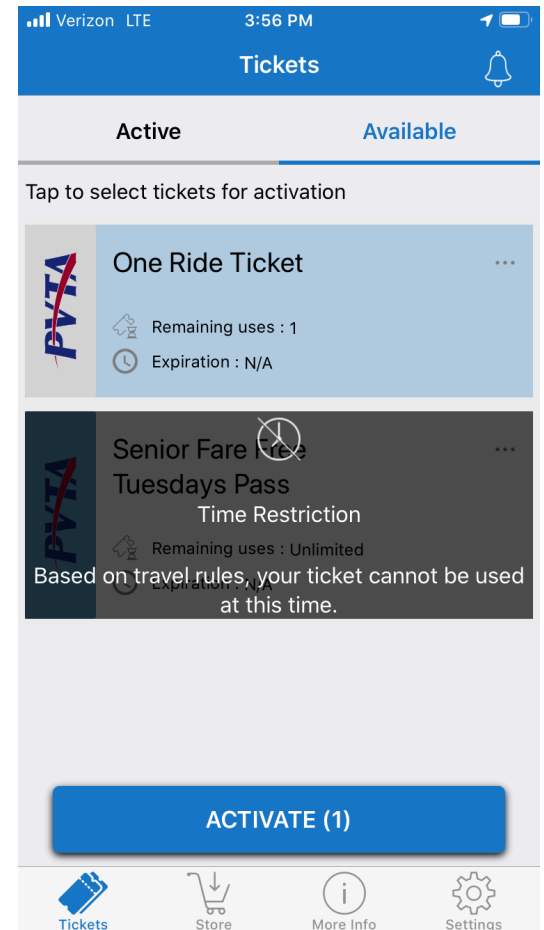 Verizon LTE 3:56 PM
Tickets
Active Available
Tap to select tickets for activation
PVTA
One Ride Ticket
Remaining uses : 1
Expiration : N/A
PVTA
Senior Fare Free
Tuesdays Pass
Time Restriction
Remaining uses : Unlimited
Based on travel rules, your ticket cannot be used
Expiration : N/A
at this time.
ACTIVATE (1)
Tickets Store More Info Settings